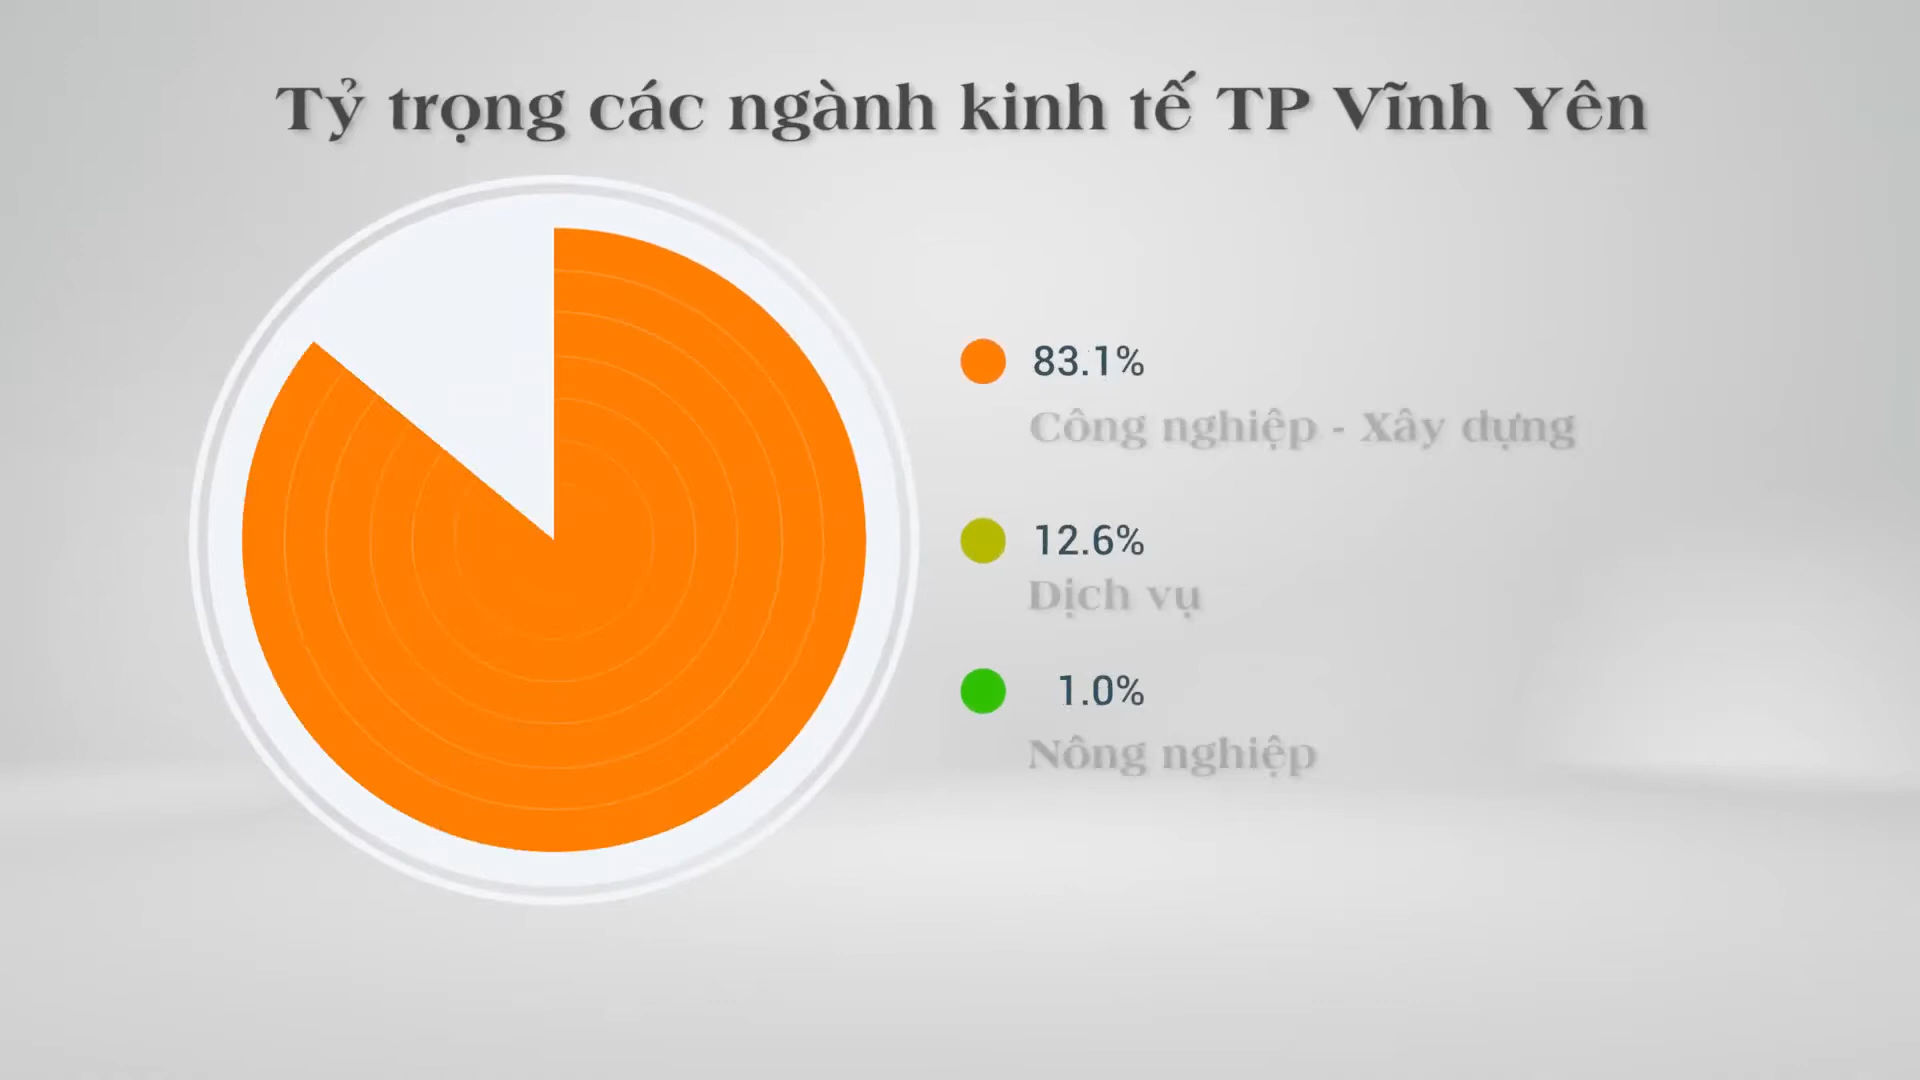 Tỷ trọng các ngành kinh tế TP Vĩnh Yên
83.1%
Công nghiệp - Xây dựng
12.6%
Dịch vụ
1.0%
Nông nghiệp